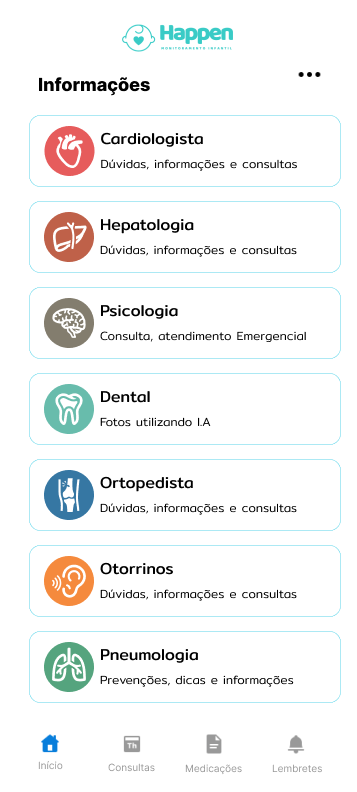 Happen
MONITORAMENTO INFANTIL
Informações
Cardiologista
Dúvidas, informações e consultas
Hepatologia
Dúvidas, informações e consultas
Psicologia
Consulta, atendimento Emergencial
Dental
Fotos utilizando I.A
Ortopedista
Dúvidas, informações e consultas
Otorrinos
Dúvidas, informações e consultas
Pneumologia
Prevenções, dicas e informações
Th
Início
Consultas
Medicações
Lembretes